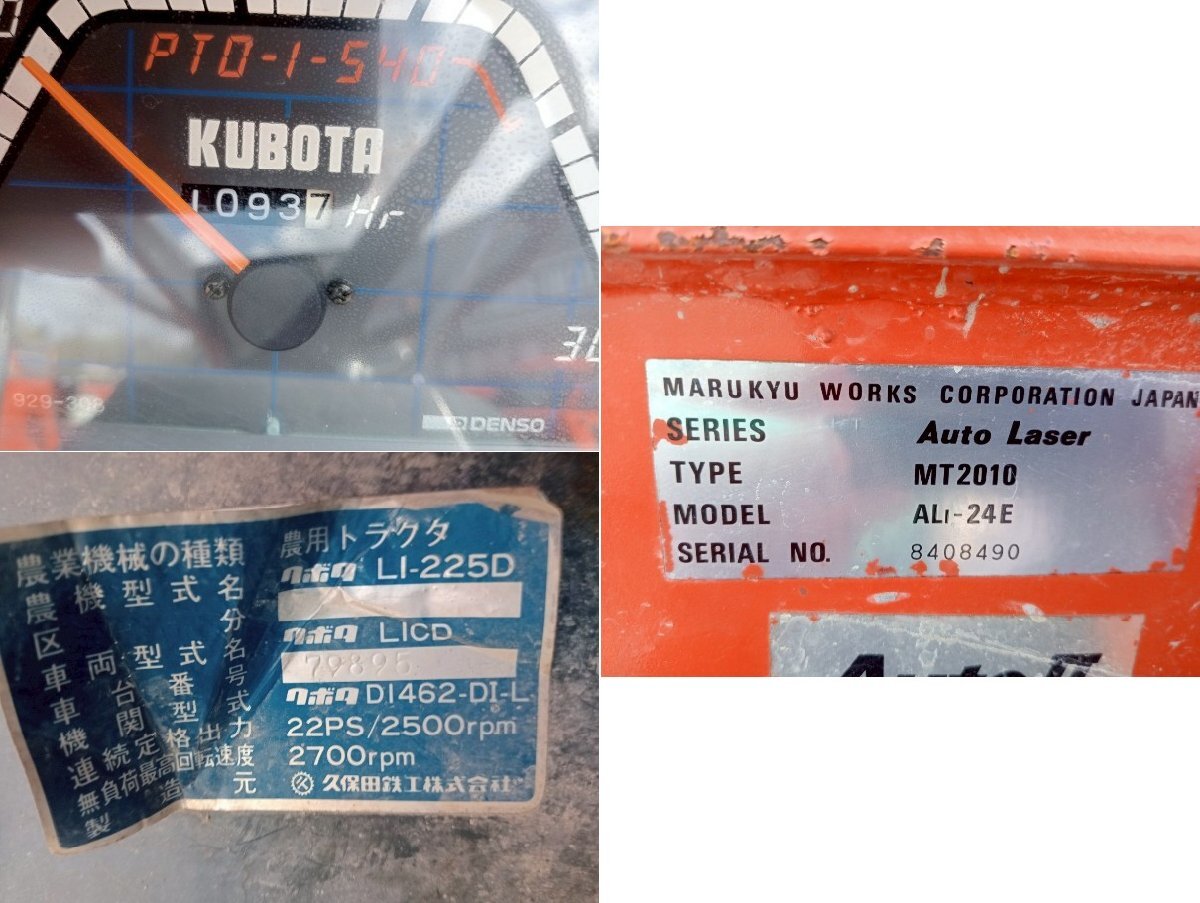 PTO-1-540
KUBOTA
10937 Hr
DENSO
農業機械の種類 農用トラクタ
農機型式名 クボタ L1-225D
区分
車両型式名 クボタ L1CD
車台番号 79895
機関型式 クボタ D1462-DI-L
連続定格出力 22PS/2500rpm
無負荷最高回転速度 2700rpm
製造元 久保田鉄工株式会社
MARUKYU WORKS CORPORATION JAPAN
SERIES Auto Laser
TYPE MT2010
MODEL AL1-24E
SERIAL NO. 8408490